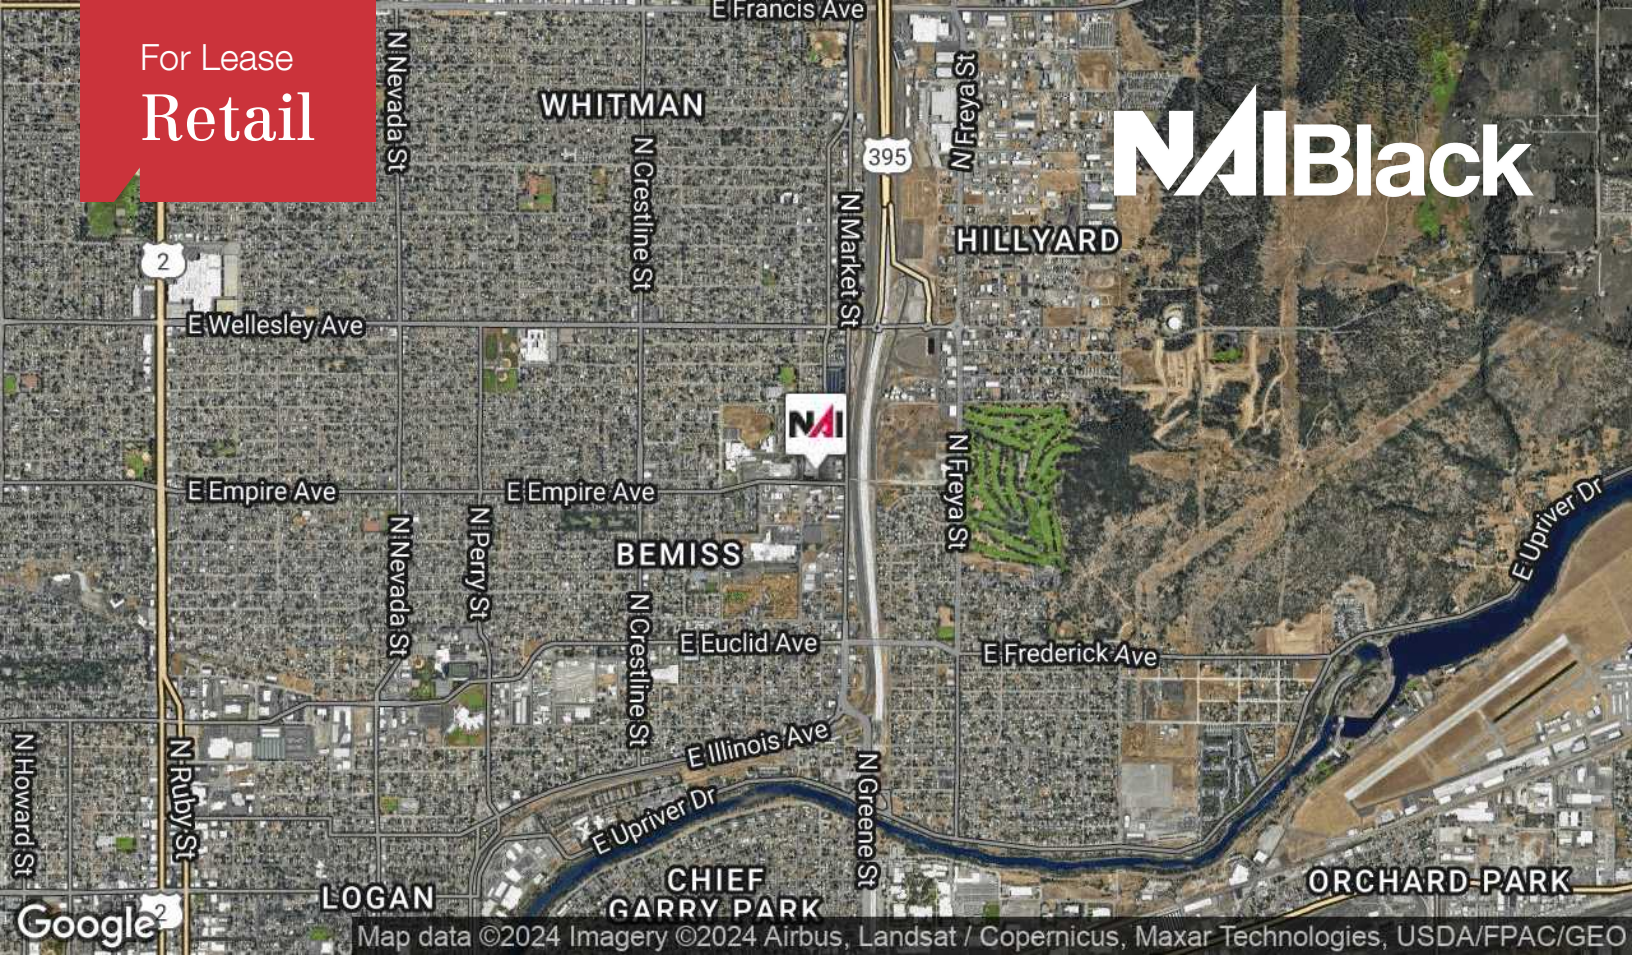 E Francis Ave
For Lease
Retail
N Nevada St
WHITMAN
N Crestline St
395
N Freya St
NAI Black
N Market St
HILLYARD
2
E Wellesley Ave
NAI
E Empire Ave
E Empire Ave
N Freya St
N Nevada St
N Perry St
BEMISS
E Upriver Dr
N Crestline St
E Euclid Ave
E Frederick Ave
E Illinois Ave
N Howard St
N Ruby St
E Upriver Dr
N Greene St
LOGAN
CHIEF
GARRY PARK
ORCHARD PARK
2
Google
Map data ©2024 Imagery ©2024 Airbus, Landsat / Copernicus, Maxar Technologies, USDA/FPAC/GEO